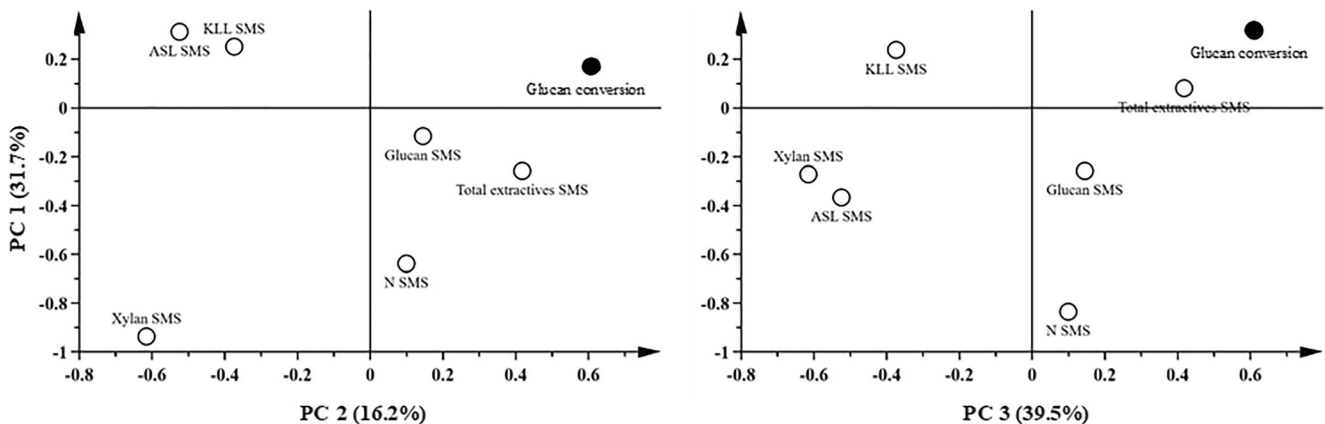 KLL SMS
ASL SMS
Glucan conversion
Glucan SMS
Total extractives SMS
N SMS
Xylan SMS
0.2
0
-0.2
-0.4
-0.6
-0.8
-1
-0.8
-0.6
-0.4
-0.2
0
0.2
0.4
0.6
PC 1 (31.7%)
PC 2 (16.2%)
Glucan conversion
KLL SMS
Total extractives SMS
Xylan SMS
Glucan SMS
ASL SMS
N SMS
0.2
0
-0.2
-0.4
-0.6
-0.8
-1
-0.8
-0.6
-0.4
-0.2
0
0.2
0.4
0.6
PC 3 (39.5%)